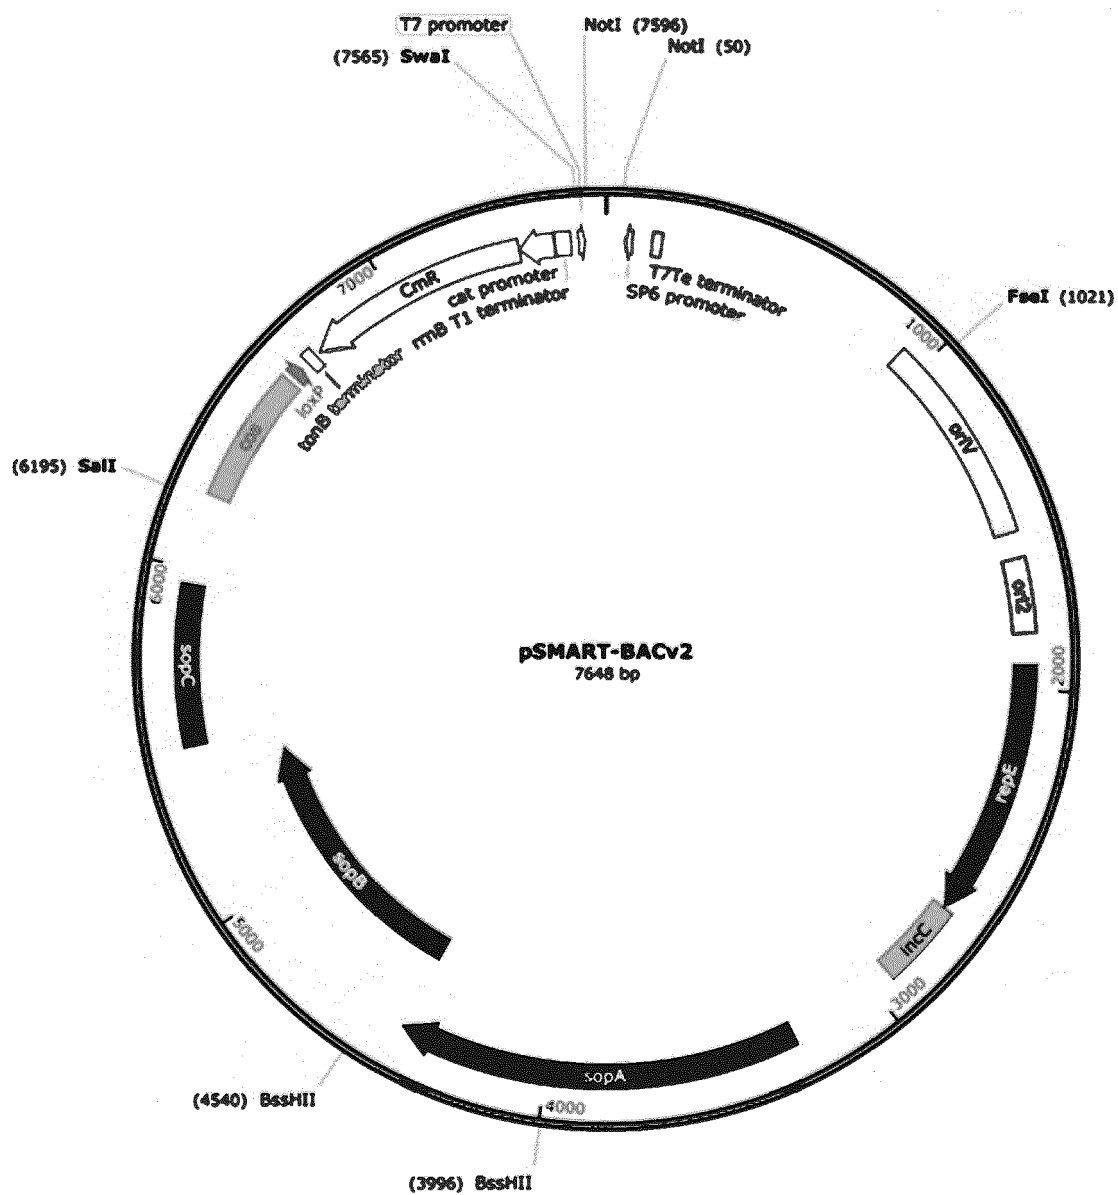 T7 promoter
NotI (7596)
NotI (50)
(7565) SwaI
7000
CmR
cat promoter
rrnB T1 terminator
T7Te terminator
SP6 promoter
1000
FseI (1021)
loxP
tonB terminator
cos
oriV
(6195) SalI
6000
ori2
sopC
pSMART-BACv2
7648 bp
2000
repE
sopB
incC
5000
3000
sopA
(4540) BssHII
4000
(3996) BssHII